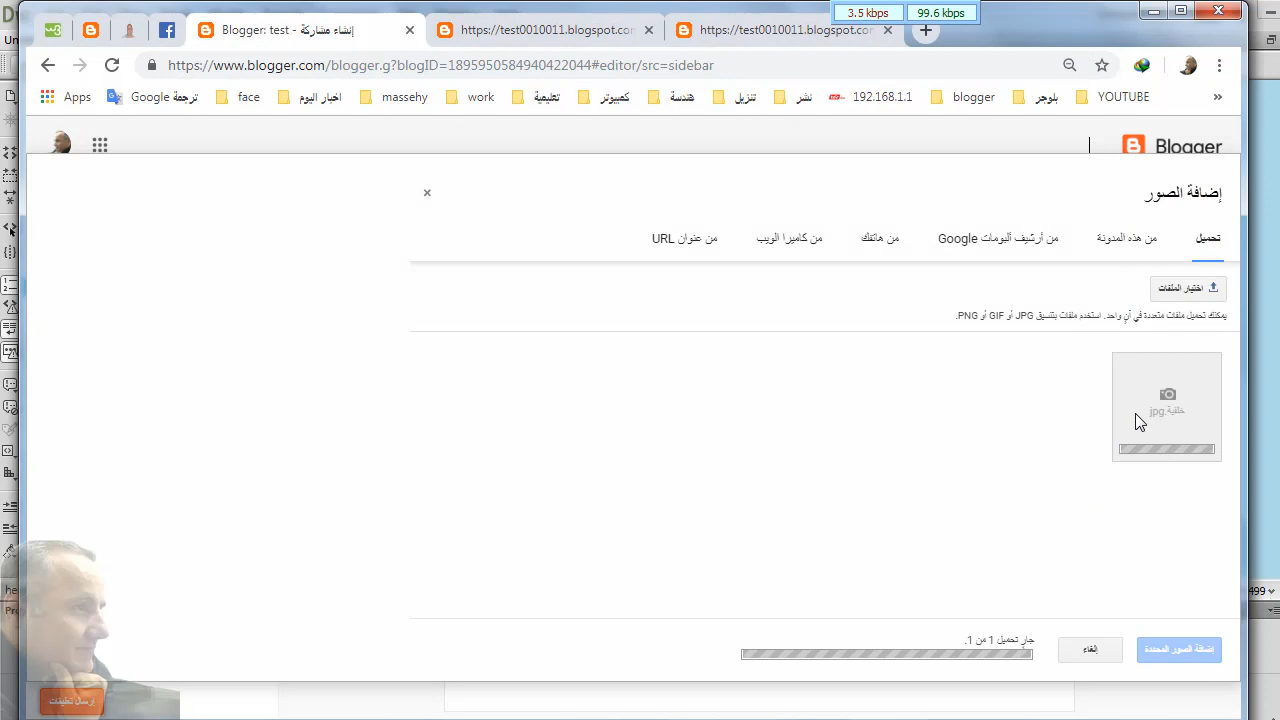 3.5 kbps 99.6 kbps
Blogger: test - إنشاء مشاركة
https://test0010011.blogspot.con
https://test0010011.blogspot.con
https://www.blogger.com/blogger.g?blogID=1895950584940422044#editor/src=sidebar
Apps
ترجمة Google
face
اخبار اليوم
massehy
work
تعليمية
كمبيوتر
هندسة
تنزيل
نشر
192.168.1.1
blogger
بلوجر
YOUTUBE
»
Blogger
إضافة الصور
تحميل
من هذه المدونة
من أرشيف ألبومات Google
من هاتفك
من كاميرا الويب
من عنوان URL
اختيار الملفات
يمكنك تحميل ملفات متعددة في آنٍ واحد. استخدم ملفات بتنسيق JPG أو GIF أو PNG.
خلفية.jpg
جارٍ تحميل 1 من 1.
إضافة الصور المحددة
إلغاء
إرسال تعليقات
499